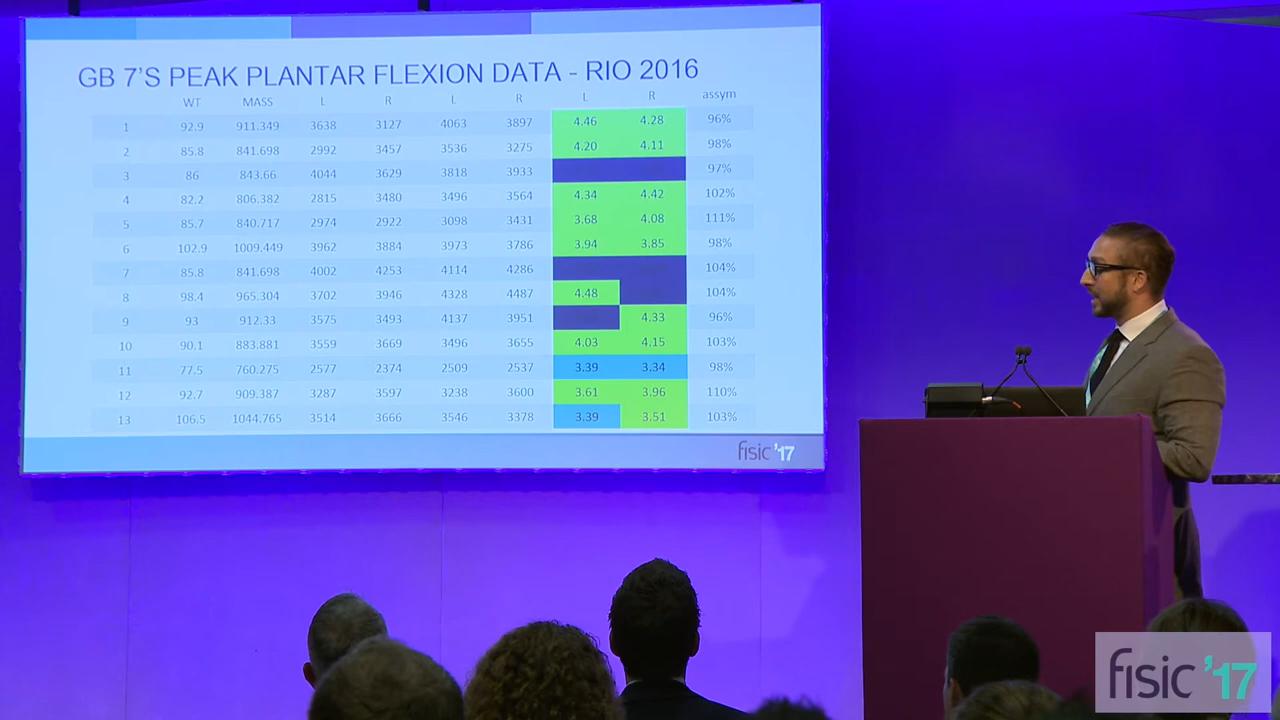 GB 7'S PEAK PLANTAR FLEXION DATA - RIO 2016
WT MASS L R L R L R assym
1 92.9 911.349 3638 3127 4063 3897 4.46 4.28 96%
2 85.8 841.698 2992 3457 3536 3275 4.20 4.11 98%
3 86 843.66 4044 3629 3818 3933 97%
4 82.2 806.382 2815 3480 3496 3564 4.34 4.42 102%
5 85.7 840.717 2974 2922 3098 3431 3.68 4.08 111%
6 102.9 1009.449 3962 3884 3973 3786 3.94 3.85 98%
7 85.8 841.698 4002 4253 4114 4286 104%
8 98.4 965.304 3702 3946 4328 4487 4.48 104%
9 93 912.33 3575 3493 4137 3951 4.33 96%
10 90.1 883.881 3559 3669 3496 3655 4.03 4.15 103%
11 77.5 760.275 2577 2374 2509 2537 3.39 3.34 98%
12 92.7 909.387 3287 3597 3238 3600 3.61 3.96 110%
13 106.5 1044.765 3514 3666 3546 3378 3.39 3.51 103%
fisic '17
fisic '17